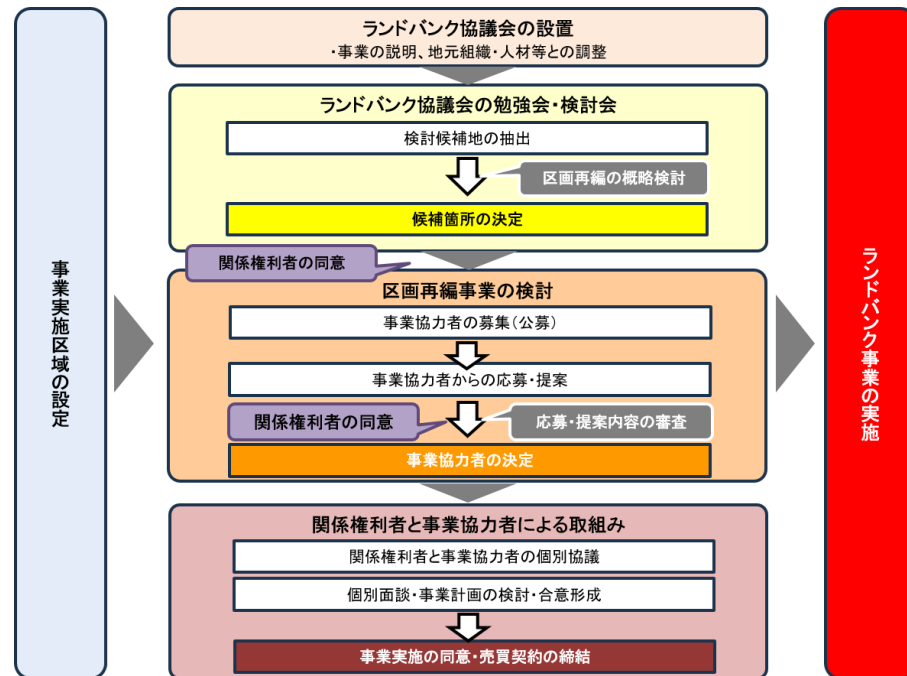 事業実施区域の設定
ランドバンク協議会の設置
・事業の説明、地元組織・人材等との調整
ランドバンク協議会の勉強会・検討会
検討候補地の抽出
区画再編の概略検討
候補箇所の決定
関係権利者の同意
区画再編事業の検討
事業協力者の募集(公募)
事業協力者からの応募・提案
関係権利者の同意
応募・提案内容の審査
事業協力者の決定
関係権利者と事業協力者による取組み
関係権利者と事業協力者の個別協議
個別面談・事業計画の検討・合意形成
事業実施の同意・売買契約の締結
ランドバンク事業の実施